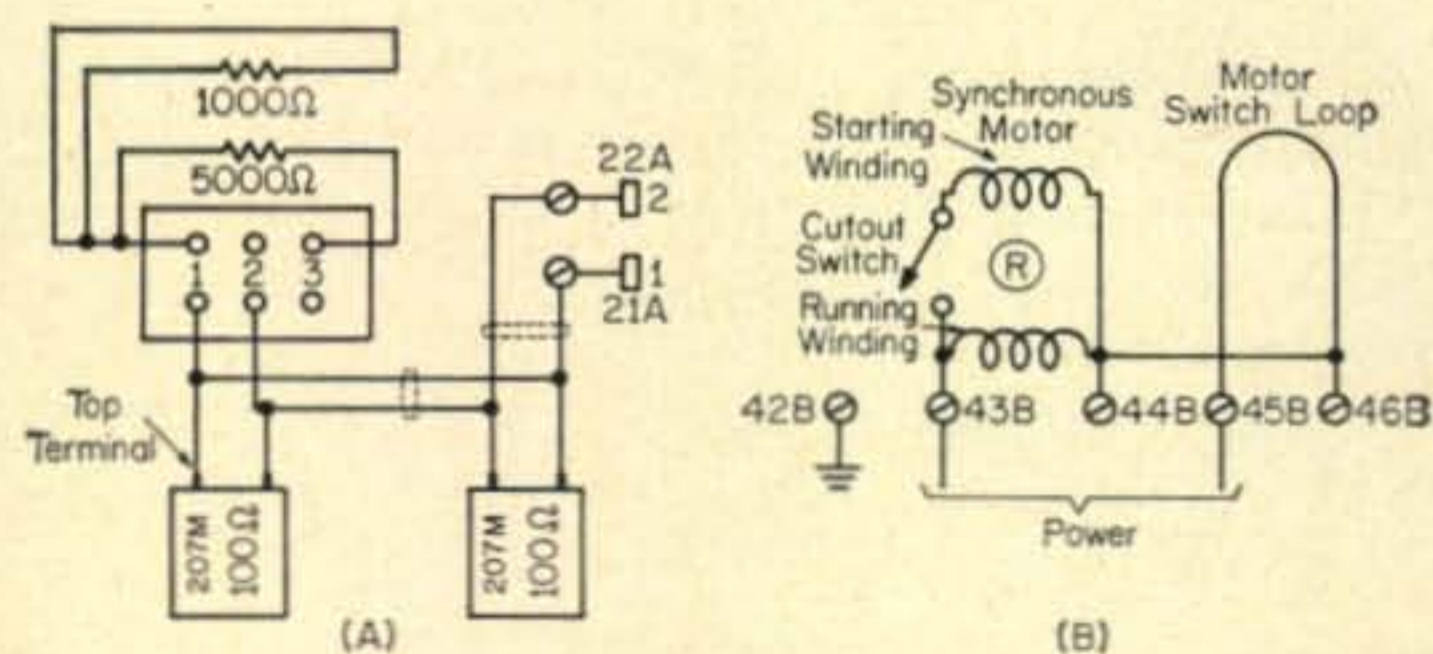 1000Ω
5000Ω
1
2
3
22A
2
1
21A
Top
Terminal
207M
100Ω
207M
100Ω
(A)
Synchronous
Motor
Starting
Winding
Motor
Switch Loop
Cutout
Switch
R
Running
Winding
42B
43B
44B
45B
46B
Power
(B)